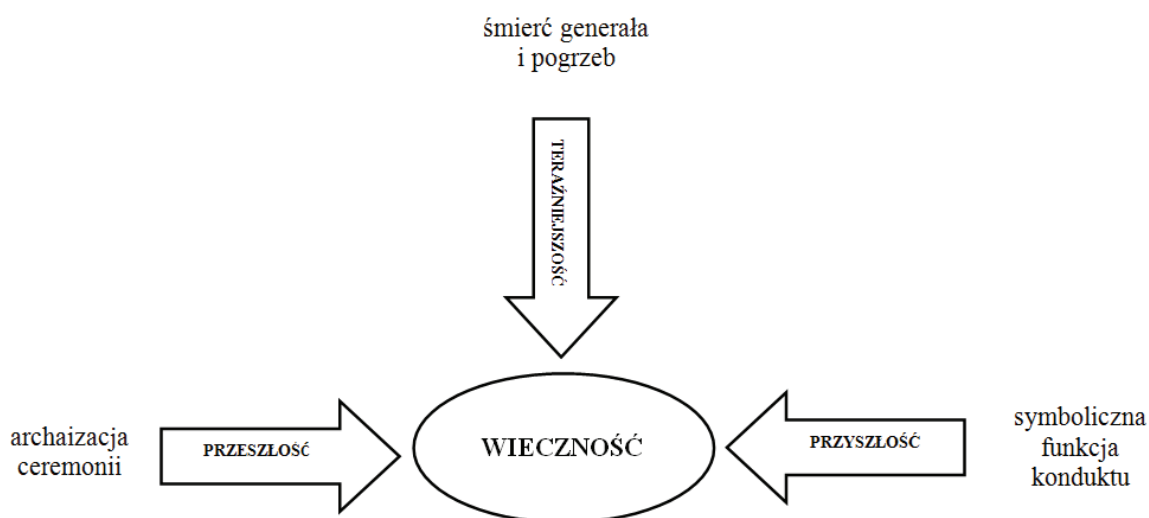 śmierć generała
i pogrzeb
TERAŹNIEJSZOŚĆ
archaizacja
ceremonii
PRZESZŁOŚĆ
WIECZNOŚĆ
PRZYSZŁOŚĆ
symboliczna
funkcja
konduktu